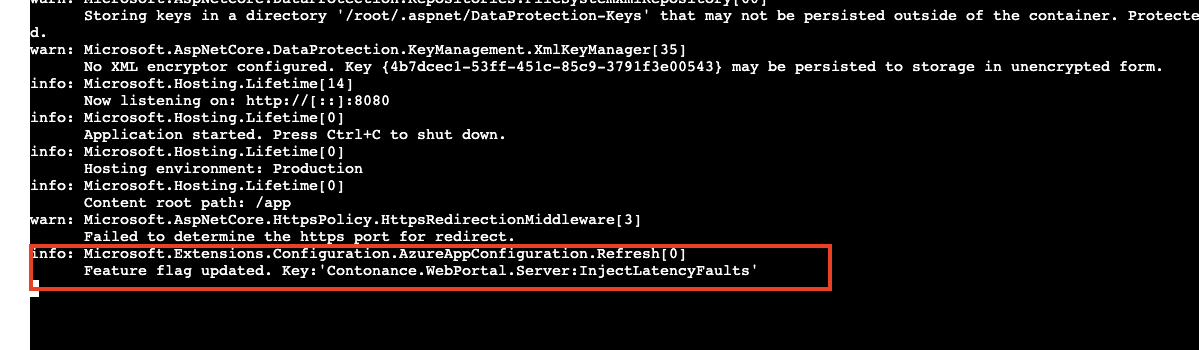 warn: Microsoft.AspNetCore.DataProtection.Repositories.FileSystemXmlRepository[60]
Storing keys in a directory '/root/.aspnet/DataProtection-Keys' that may not be persisted outside of the container. Protecte
d.
warn: Microsoft.AspNetCore.DataProtection.KeyManagement.XmlKeyManager[35]
No XML encryptor configured. Key {4b7dcec1-53ff-451c-85c9-3791f3e00543} may be persisted to storage in unencrypted form.
info: Microsoft.Hosting.Lifetime[14]
Now listening on: http://[::]:8080
info: Microsoft.Hosting.Lifetime[0]
Application started. Press Ctrl+C to shut down.
info: Microsoft.Hosting.Lifetime[0]
Hosting environment: Production
info: Microsoft.Hosting.Lifetime[0]
Content root path: /app
warn: Microsoft.AspNetCore.HttpsPolicy.HttpsRedirectionMiddleware[3]
Failed to determine the https port for redirect.
info: Microsoft.Extensions.Configuration.AzureAppConfiguration.Refresh[0]
Feature flag updated. Key:'Contonance.WebPortal.Server:InjectLatencyFaults'